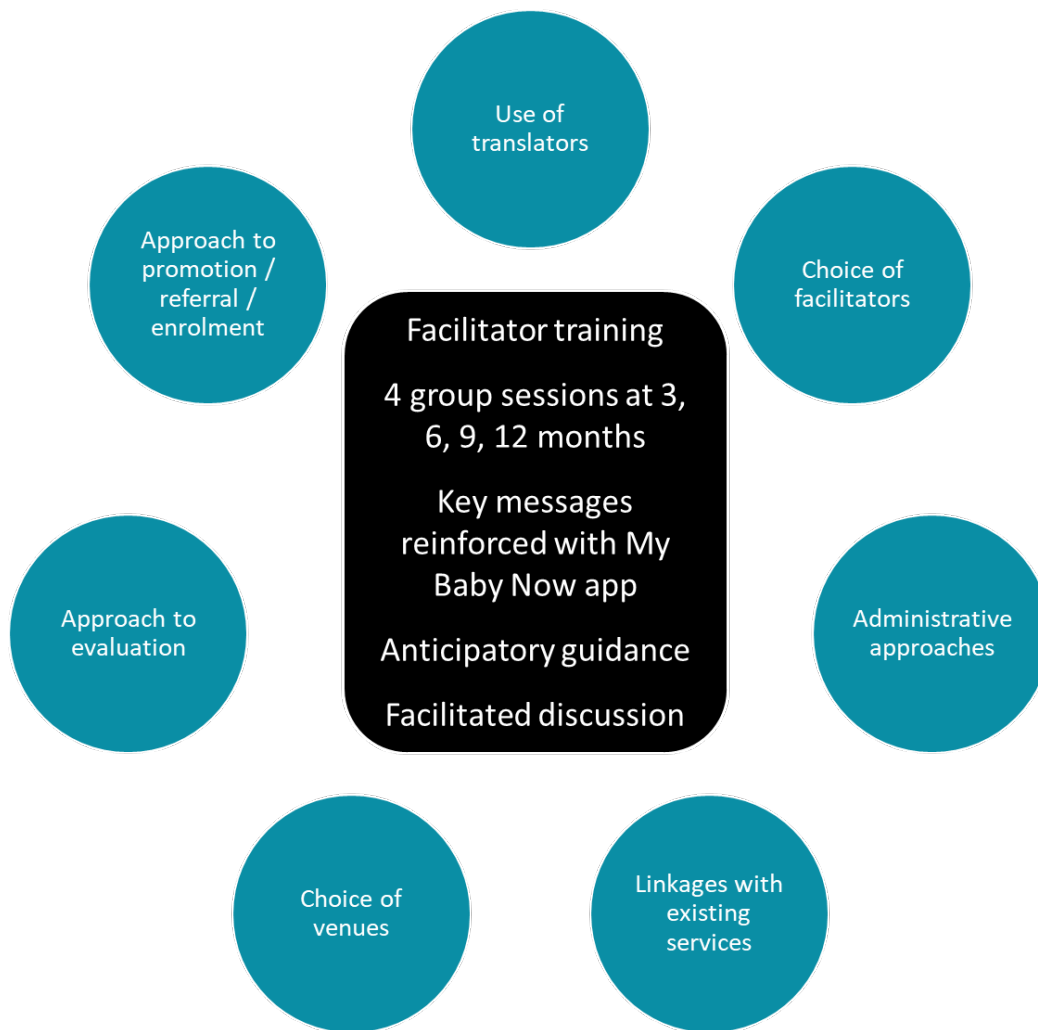 Use of
translators
Approach to
promotion /
referral /
enrolment
Choice of
facilitators
Facilitator training
4 group sessions at 3,
6, 9, 12 months
Key messages
reinforced with My
Baby Now app
Anticipatory guidance
Facilitated discussion
Approach to
evaluation
Administrative
approaches
Choice of
venues
Linkages with
existing
services